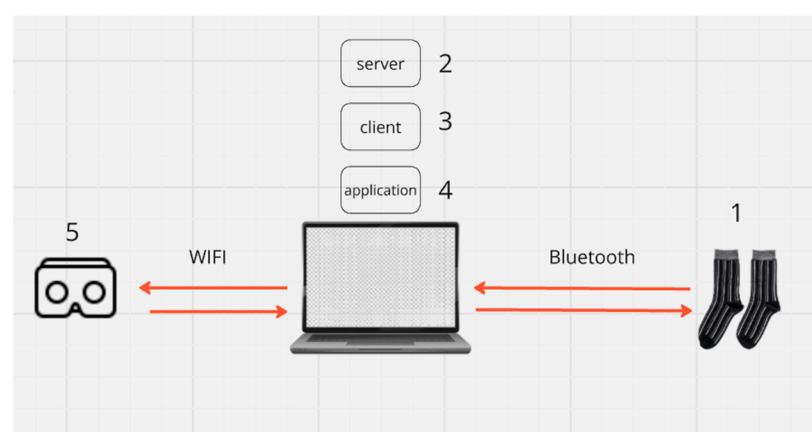 server
2
client
3
application
4
1
5
WIFI
Bluetooth